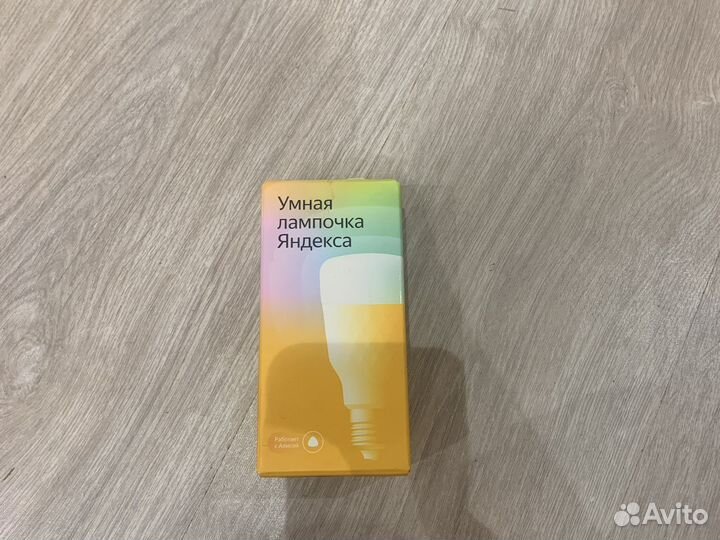 Умная
лампочка
Яндекса
Работает
с Алисой
Avito